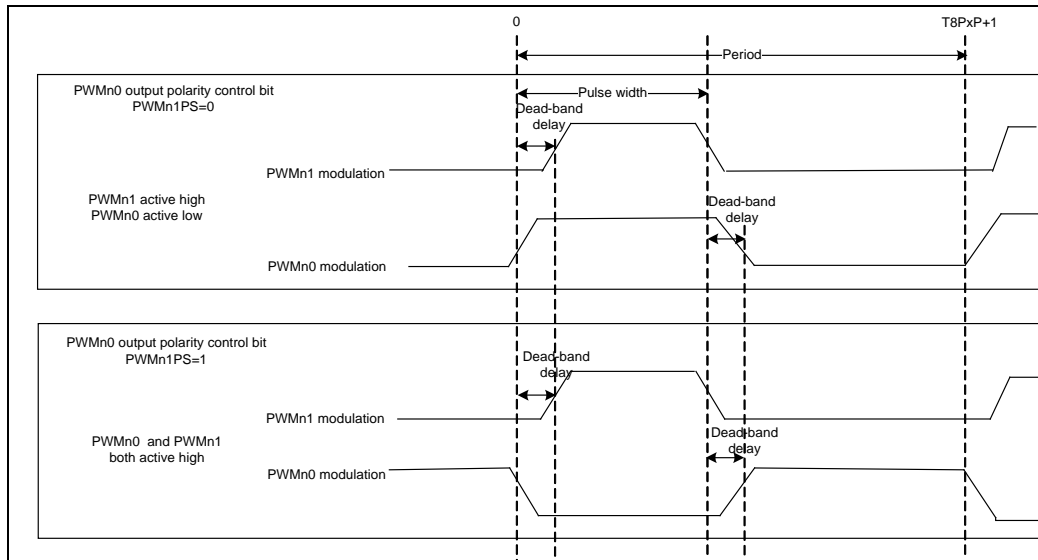 0
T8PxP+1
Period
PWMn0 output polarity control bit
PWMn1PS=0
Pulse width
Dead-band
delay
PWMn1 modulation
PWMn1 active high
PWMn0 active low
Dead-band
delay
PWMn0 modulation
PWMn0 output polarity control bit
PWMn1PS=1
Dead-band
delay
PWMn1 modulation
PWMn0 and PWMn1
both active high
Dead-band
delay
PWMn0 modulation